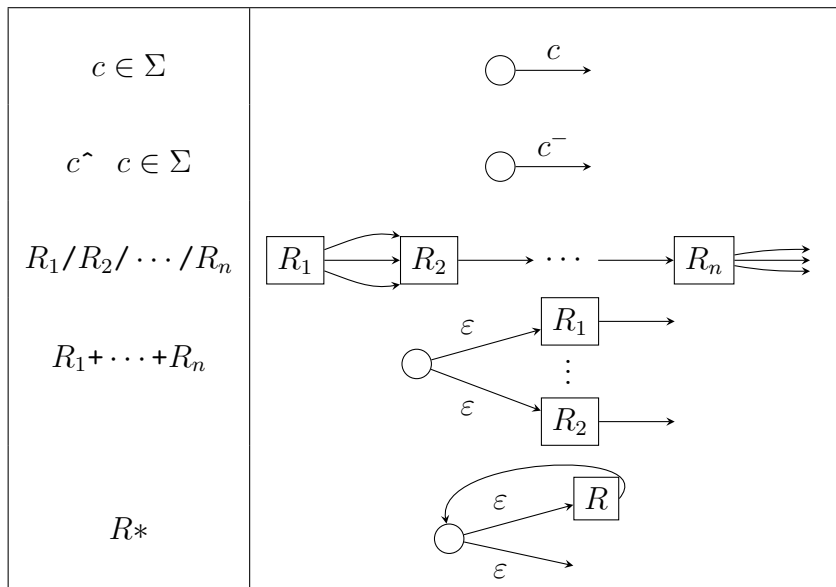 c ∈ Σ c
c^ c ∈ Σ c⁻
R₁/R₂/ ⋯ /Rₙ R₁ R₂ ⋯ Rₙ
R₁+ ⋯ +Rₙ ε R₁
⋮
ε R₂
R* ε R
ε